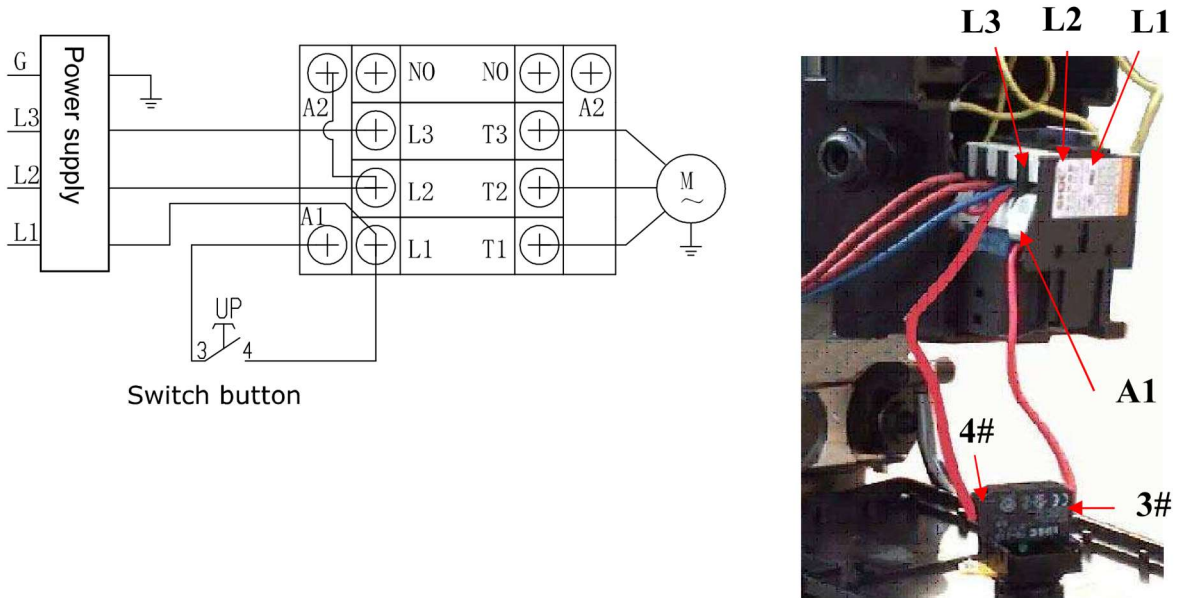 G
L3
L2
L1
Power supply
A2
NO
NO
A2
L3
T3
L2
T2
A1
L1
T1
M
~
UP
3
4
Switch button
L3
L2
L1
A1
4#
3#